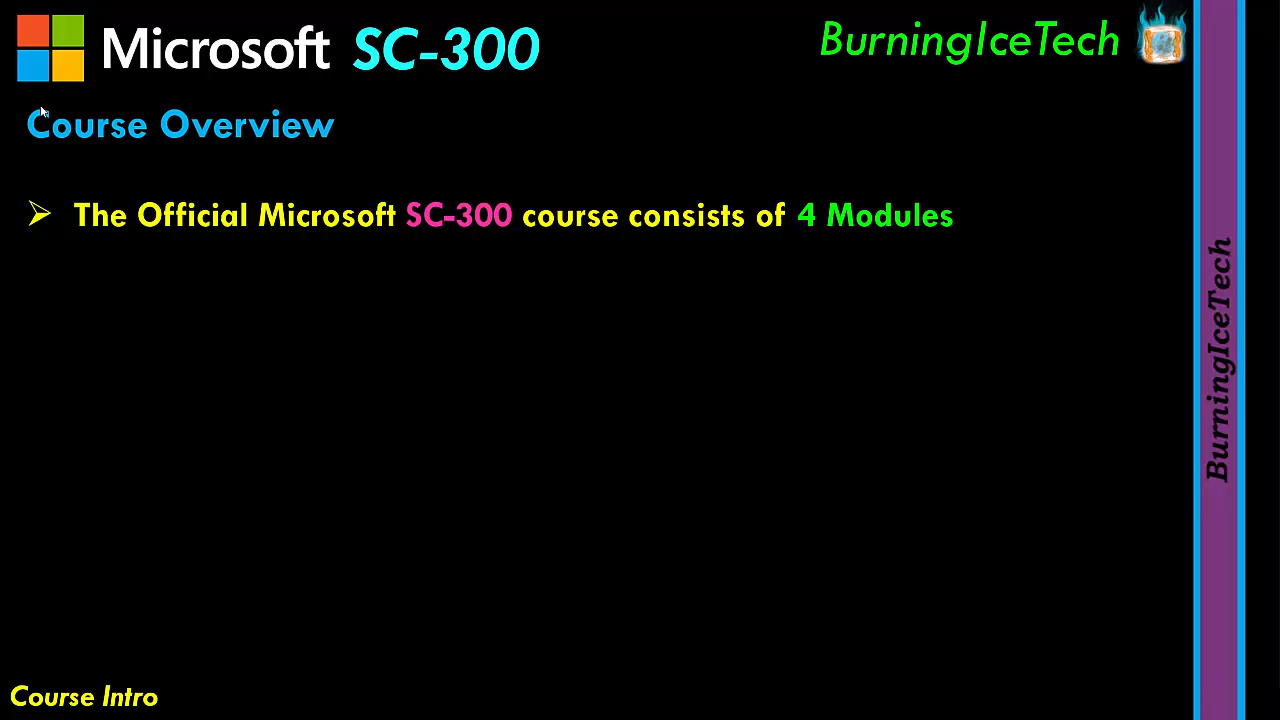 Microsoft SC-300
BurningIceTech
Course Overview
➢ The Official Microsoft SC-300 course consists of 4 Modules
BurningIceTech
Course Intro